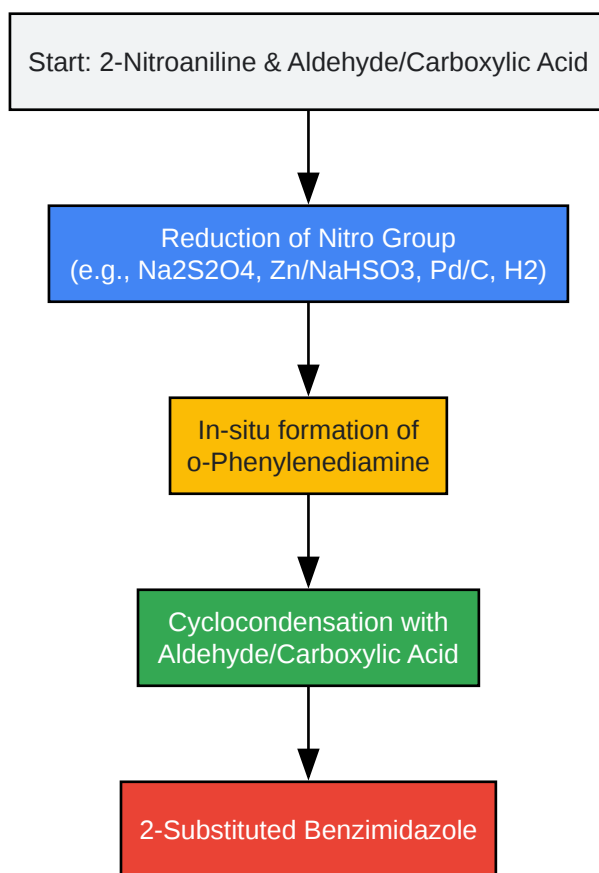 Start: 2-Nitroaniline & Aldehyde/Carboxylic Acid
Reduction of Nitro Group
(e.g., Na2S2O4, Zn/NaHSO3, Pd/C, H2)
In-situ formation of
o-Phenylenediamine
Cyclocondensation with
Aldehyde/Carboxylic Acid
2-Substituted Benzimidazole